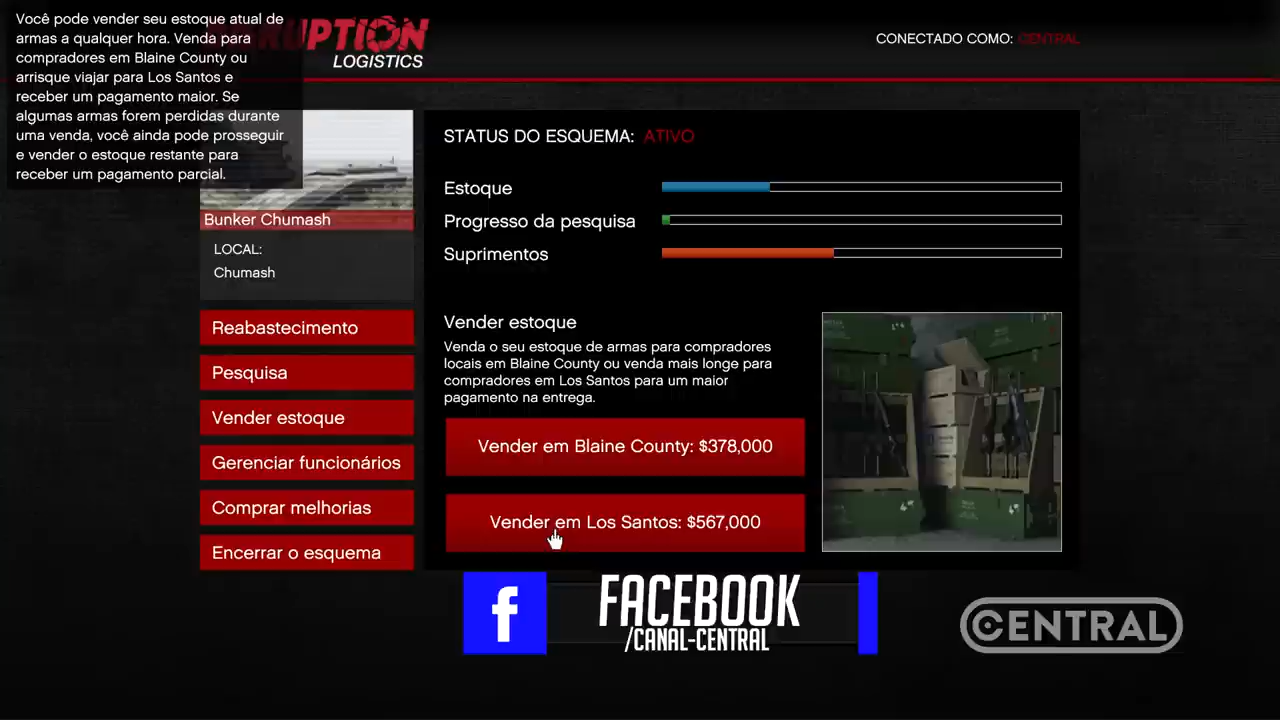 Você pode vender seu estoque atual de
armas a qualquer hora. Venda para
compradores em Blaine County ou
arrisque viajar para Los Santos e
receber um pagamento maior. Se
algumas armas forem perdidas durante
uma venda, você ainda pode prosseguir
e vender o estoque restante para
receber um pagamento parcial.
LOGISTICS
CONECTADO COMO: CENTRAL
Bunker Chumash
LOCAL:
Chumash
Reabastecimento
Pesquisa
Vender estoque
Gerenciar funcionários
Comprar melhorias
Encerrar o esquema
STATUS DO ESQUEMA: ATIVO
Estoque
Progresso da pesquisa
Suprimentos
Vender estoque
Venda o seu estoque de armas para compradores
locais em Blaine County ou venda mais longe para
compradores em Los Santos para um maior
pagamento na entrega.
Vender em Blaine County: $378,000
Vender em Los Santos: $567,000
f
FACEBOOK
/CANAL-CENTRAL
CENTRAL